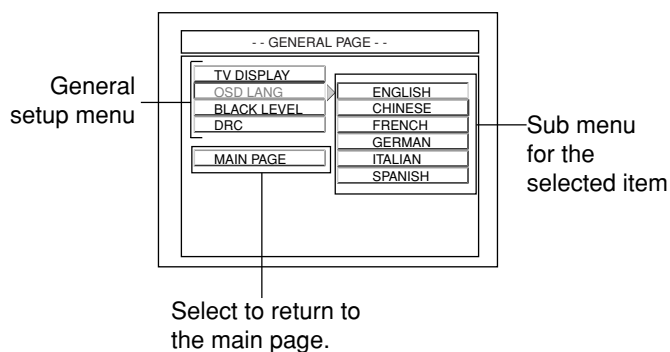 - - GENERAL PAGE - -
TV DISPLAY
OSD LANG
BLACK LEVEL
DRC
MAIN PAGE
ENGLISH
CHINESE
FRENCH
GERMAN
ITALIAN
SPANISH
General
setup menu
Sub menu
for the
selected item
Select to return to
the main page.